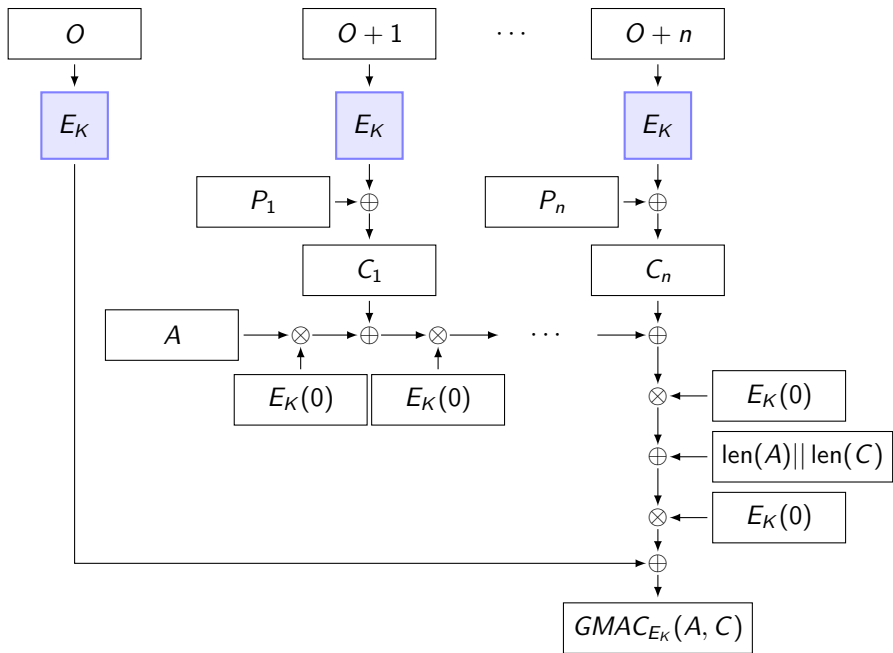 O
O + 1
· · ·
O + n
E_K
E_K
E_K
P_1
P_n
C_1
C_n
A
· · ·
E_K(0)
E_K(0)
E_K(0)
len(A)|| len(C)
E_K(0)
GMAC_{E_K}(A, C)